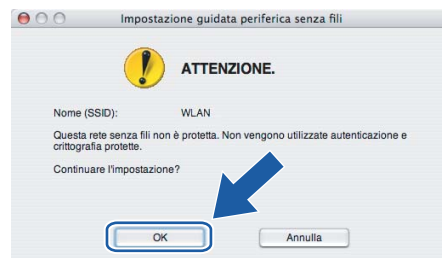 Impostazione guidata periferica senza fili
ATTENZIONE.
Nome (SSID): WLAN
Questa rete senza fili non è protetta. Non vengono utilizzate autenticazione e
crittografia protette.
Continuare l'impostazione?
OK Annulla